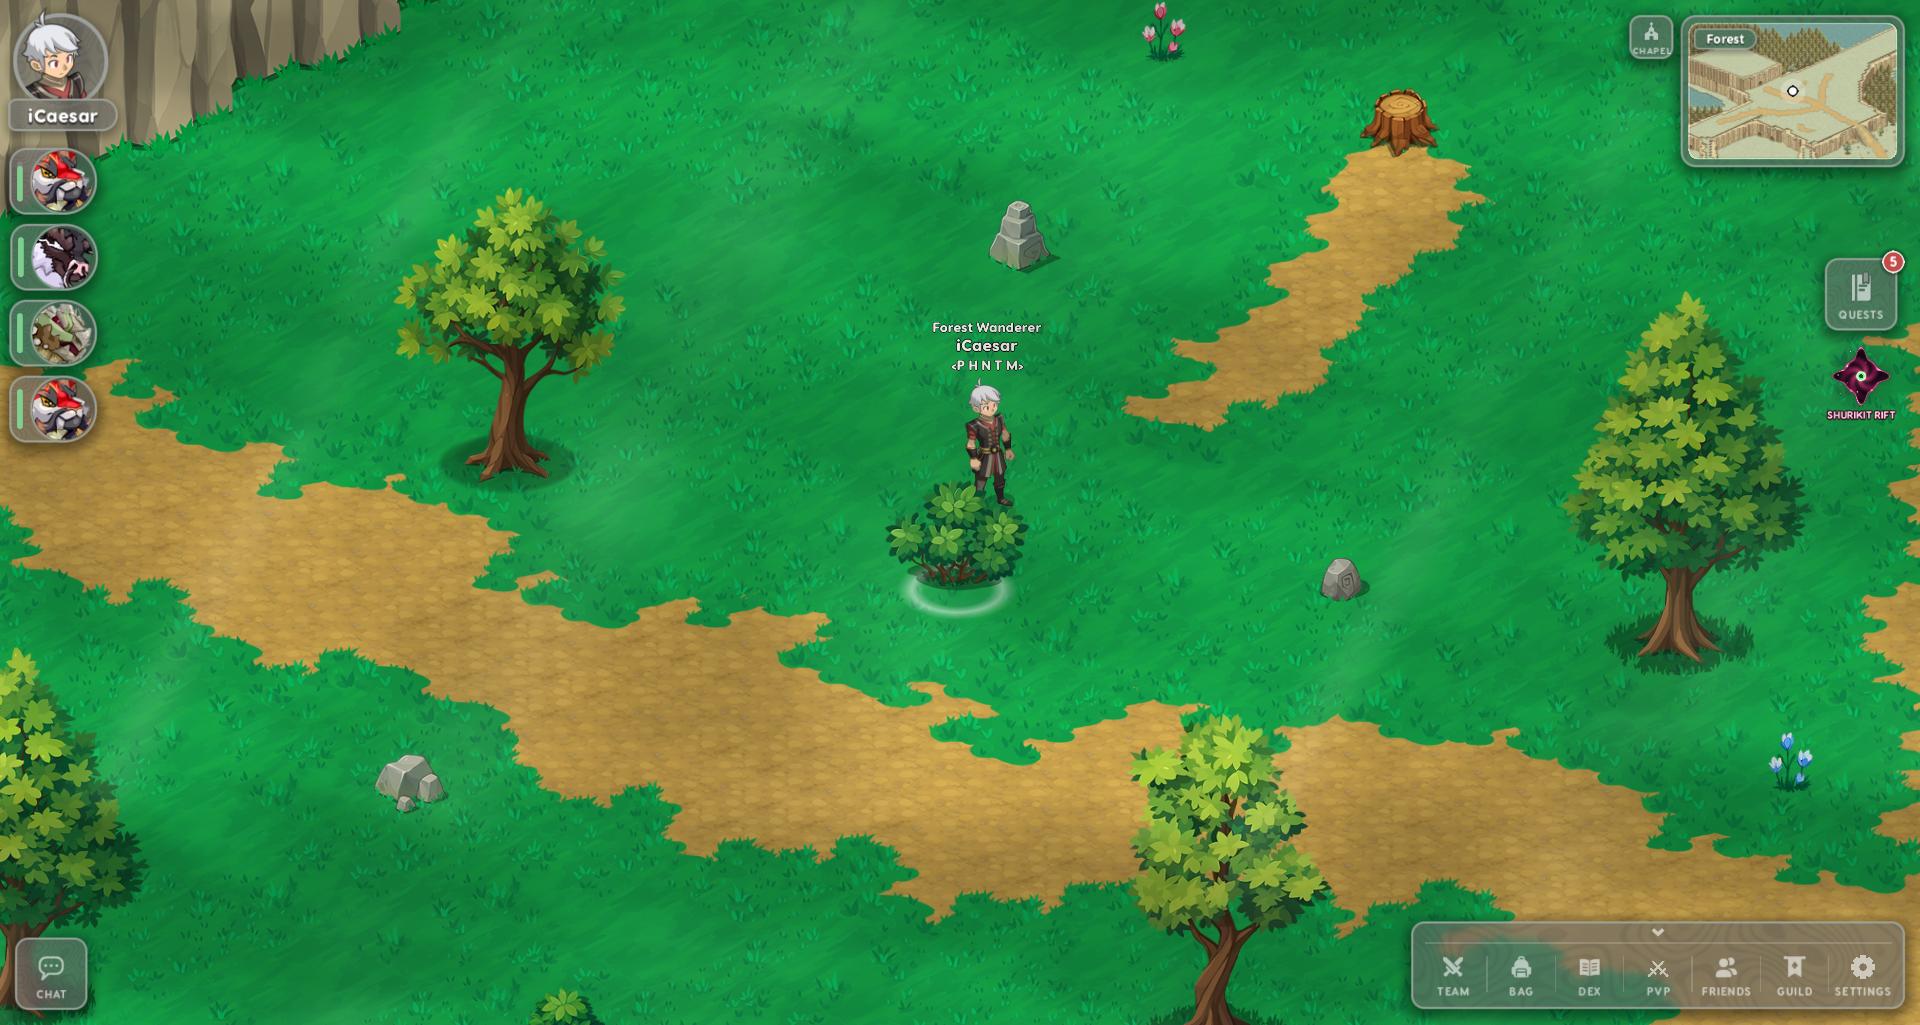 iCaesar
CHAPEL
Forest
5
QUESTS
SHURIKIT RIFT
Forest Wanderer
iCaesar
<P H N T M>
CHAT
TEAM
BAG
DEX
PVP
FRIENDS
GUILD
SETTINGS